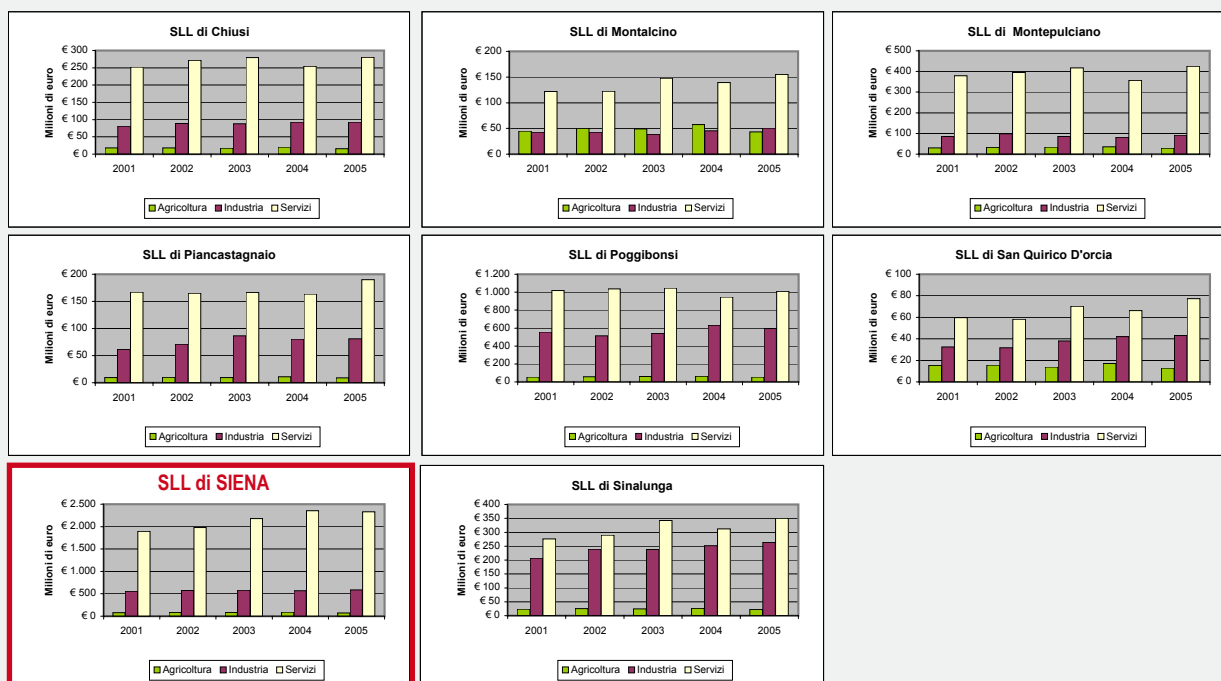 SLL di Chiusi
Milioni di euro
€ 300
€ 250
€ 200
€ 150
€ 100
€ 50
€ 0
2001 2002 2003 2004 2005
Agricoltura Industria Servizi
SLL di Montalcino
Milioni di euro
€ 200
€ 150
€ 100
€ 50
€ 0
2001 2002 2003 2004 2005
Agricoltura Industria Servizi
SLL di Montepulciano
Milioni di euro
€ 500
€ 400
€ 300
€ 200
€ 100
€ 0
2001 2002 2003 2004 2005
Agricoltura Industria Servizi
SLL di Piancastagnaio
Milioni di euro
€ 200
€ 150
€ 100
€ 50
€ 0
2001 2002 2003 2004 2005
Agricoltura Industria Servizi
SLL di Poggibonsi
Milioni di euro
€ 1.200
€ 1.000
€ 800
€ 600
€ 400
€ 200
€ 0
2001 2002 2003 2004 2005
Agricoltura Industria Servizi
SLL di San Quirico D'orcia
Milioni di euro
€ 100
€ 80
€ 60
€ 40
€ 20
€ 0
2001 2002 2003 2004 2005
Agricoltura Industria Servizi
SLL di SIENA
Milioni di euro
€ 2.500
€ 2.000
€ 1.500
€ 1.000
€ 500
€ 0
2001 2002 2003 2004 2005
Agricoltura Industria Servizi
SLL di Sinalunga
Milioni di euro
€ 400
€ 350
€ 300
€ 250
€ 200
€ 150
€ 100
€ 50
€ 0
2001 2002 2003 2004 2005
Agricoltura Industria Servizi